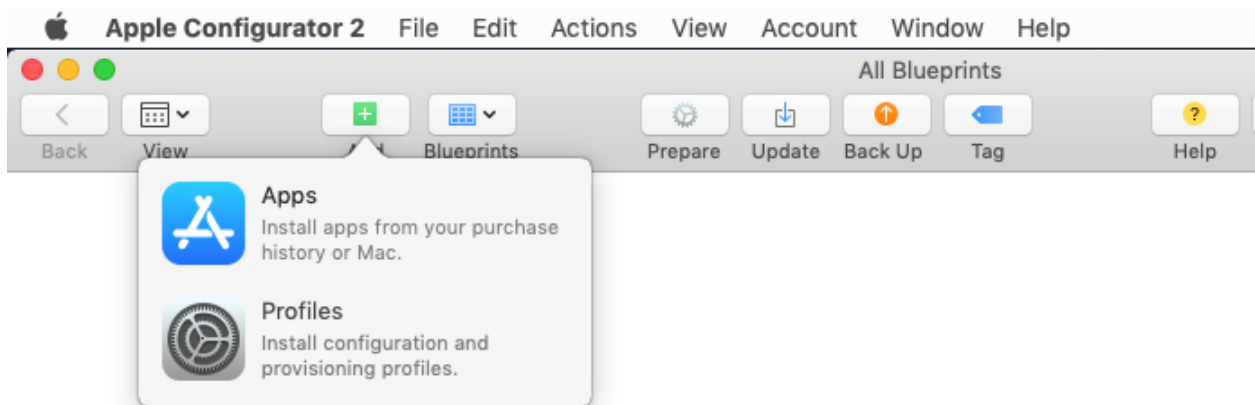 Apple Configurator 2 File Edit Actions View Account Window Help
All Blueprints
Back View Blueprints Prepare Update Back Up Tag Help
Apps
Install apps from your purchase
history or Mac.
Profiles
Install configuration and
provisioning profiles.